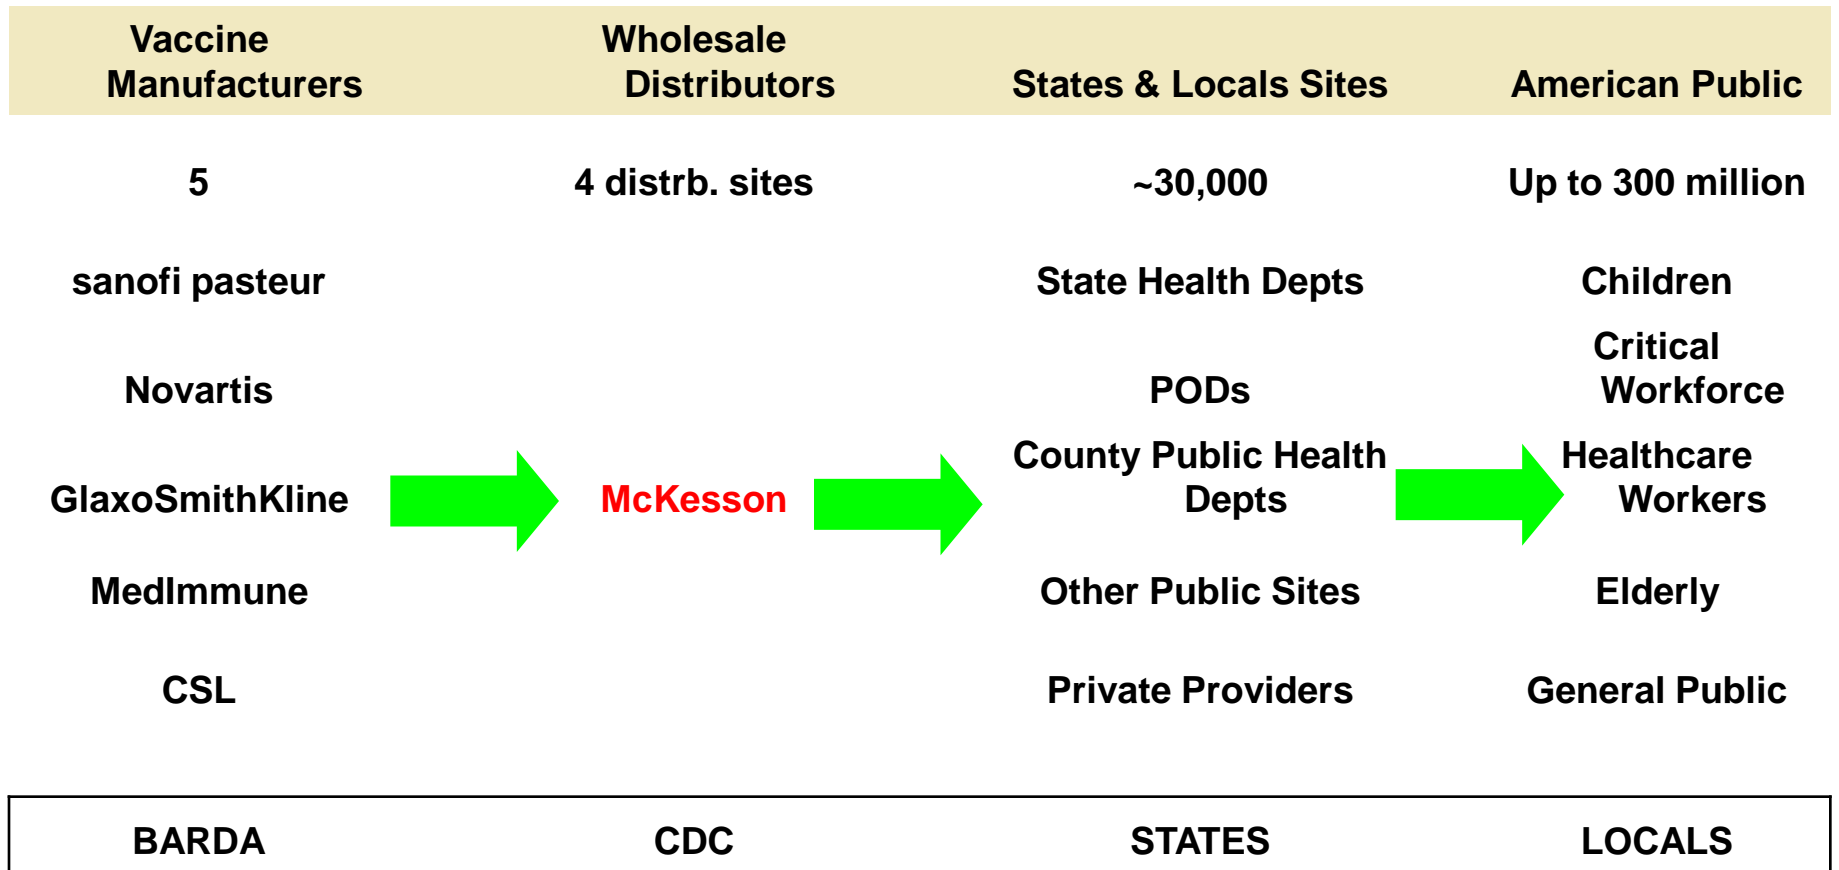 Vaccine
Manufacturers
Wholesale
Distributors
States & Locals Sites
American Public
5
4 distrb. sites
~30,000
Up to 300 million
sanofi pasteur
State Health Depts
Children
Novartis
PODs
Critical
Workforce
GlaxoSmithKline
McKesson
County Public Health
Depts
Healthcare
Workers
MedImmune
Other Public Sites
Elderly
CSL
Private Providers
General Public
BARDA
CDC
STATES
LOCALS